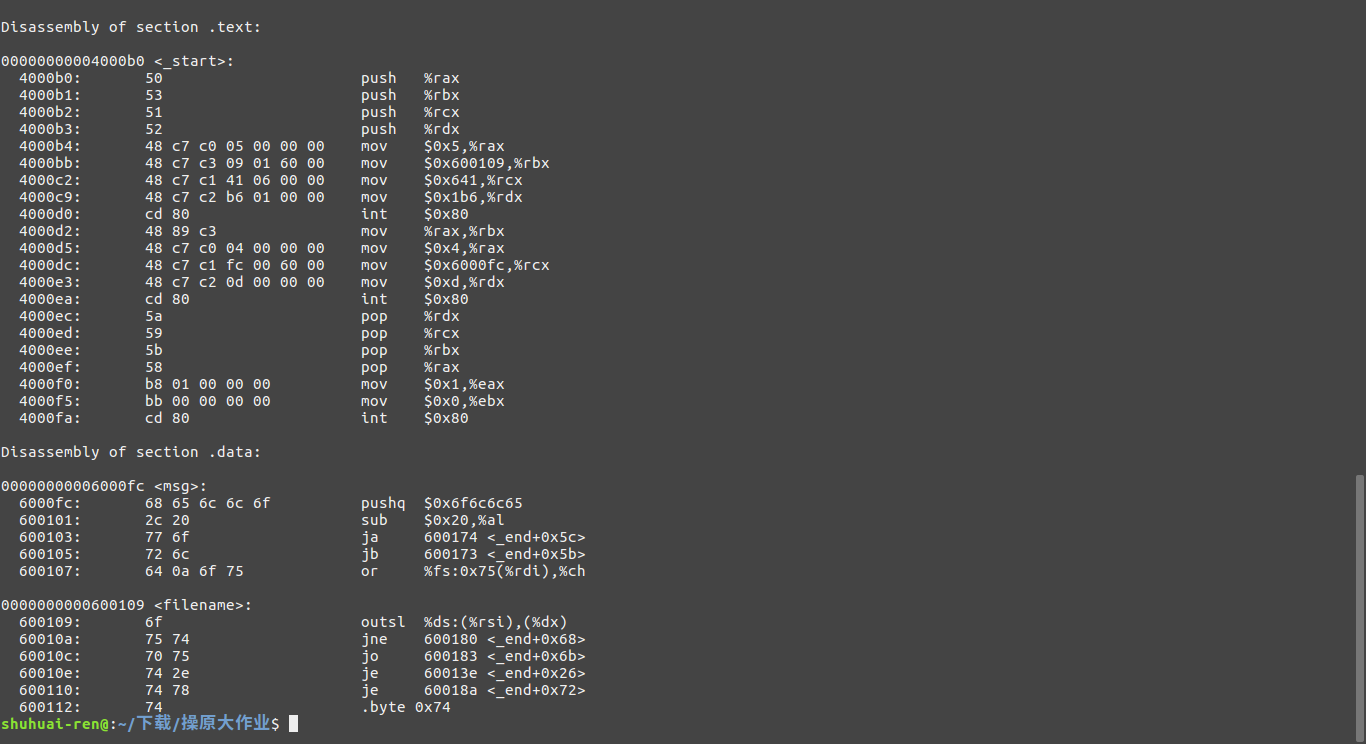 Disassembly of section .text:

00000000004000b0 <_start>:
  4000b0:       50                      push   %rax
  4000b1:       53                      push   %rbx
  4000b2:       51                      push   %rcx
  4000b3:       52                      push   %rdx
  4000b4:       48 c7 c0 05 00 00 00    mov    $0x5,%rax
  4000bb:       48 c7 c3 09 01 60 00    mov    $0x600109,%rbx
  4000c2:       48 c7 c1 41 06 00 00    mov    $0x641,%rcx
  4000c9:       48 c7 c2 b6 01 00 00    mov    $0x1b6,%rdx
  4000d0:       cd 80                   int    $0x80
  4000d2:       48 89 c3                mov    %rax,%rbx
  4000d5:       48 c7 c0 04 00 00 00    mov    $0x4,%rax
  4000dc:       48 c7 c1 fc 00 60 00    mov    $0x6000fc,%rcx
  4000e3:       48 c7 c2 0d 00 00 00    mov    $0xd,%rdx
  4000ea:       cd 80                   int    $0x80
  4000ec:       5a                      pop    %rdx
  4000ed:       59                      pop    %rcx
  4000ee:       5b                      pop    %rbx
  4000ef:       58                      pop    %rax
  4000f0:       b8 01 00 00 00          mov    $0x1,%eax
  4000f5:       bb 00 00 00 00          mov    $0x0,%ebx
  4000fa:       cd 80                   int    $0x80

Disassembly of section .data:

00000000006000fc <msg>:
  6000fc:       68 65 6c 6c 6f          pushq  $0x6f6c6c65
  600101:       2c 20                   sub    $0x20,%al
  600103:       77 6f                   ja     600174 <_end+0x5c>
  600105:       72 6c                   jb     600173 <_end+0x5b>
  600107:       64 0a 6f 75             or     %fs:0x75(%rdi),%ch

0000000000600109 <filename>:
  600109:       6f                      outsl  %ds:(%rsi),(%dx)
  60010a:       75 74                   jne    600180 <_end+0x68>
  60010c:       70 75                   jo     600183 <_end+0x6b>
  60010e:       74 2e                   je     60013e <_end+0x26>
  600110:       74 78                   je     60018a <_end+0x72>
  600112:       74                      .byte 0x74
shuhuai-ren@:~/下载/操原大作业$